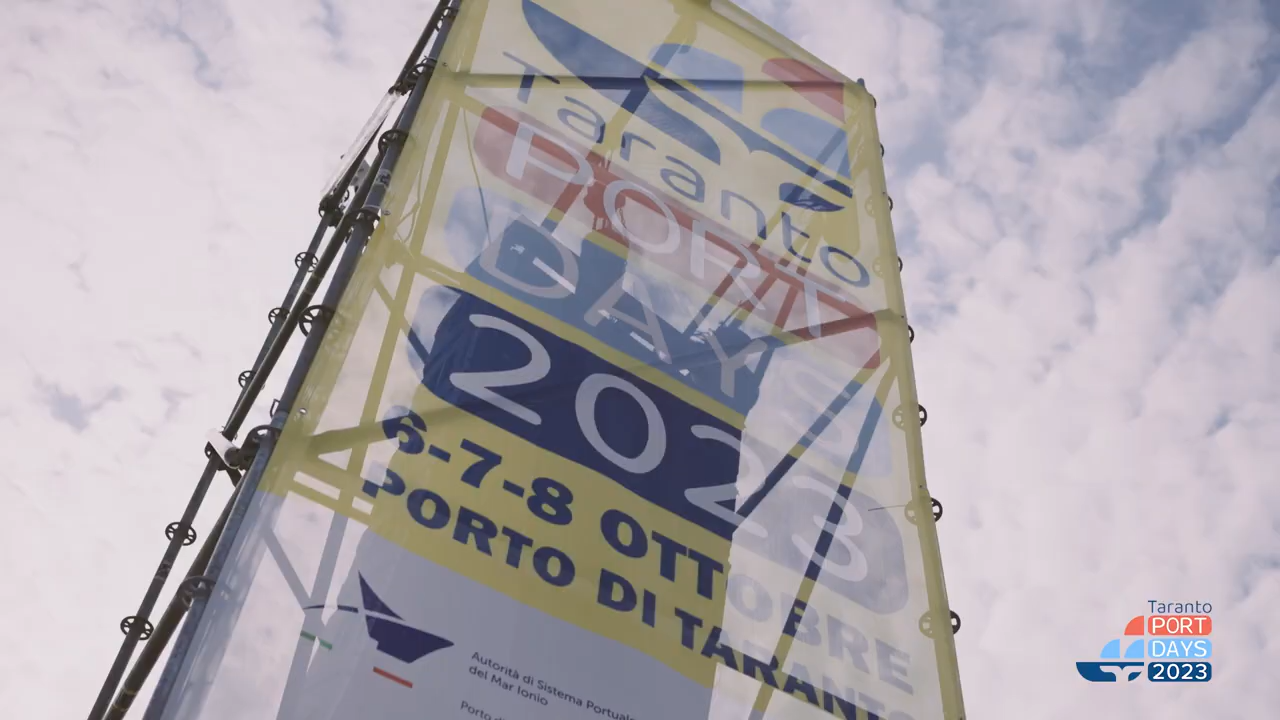 Taranto
PORT
DAYS
2023
6-7-8 OTTOBRE
PORTO DI TARANTO
Autorità di Sistema Portuale
del Mar Ionio
Taranto
PORT
DAYS
2023